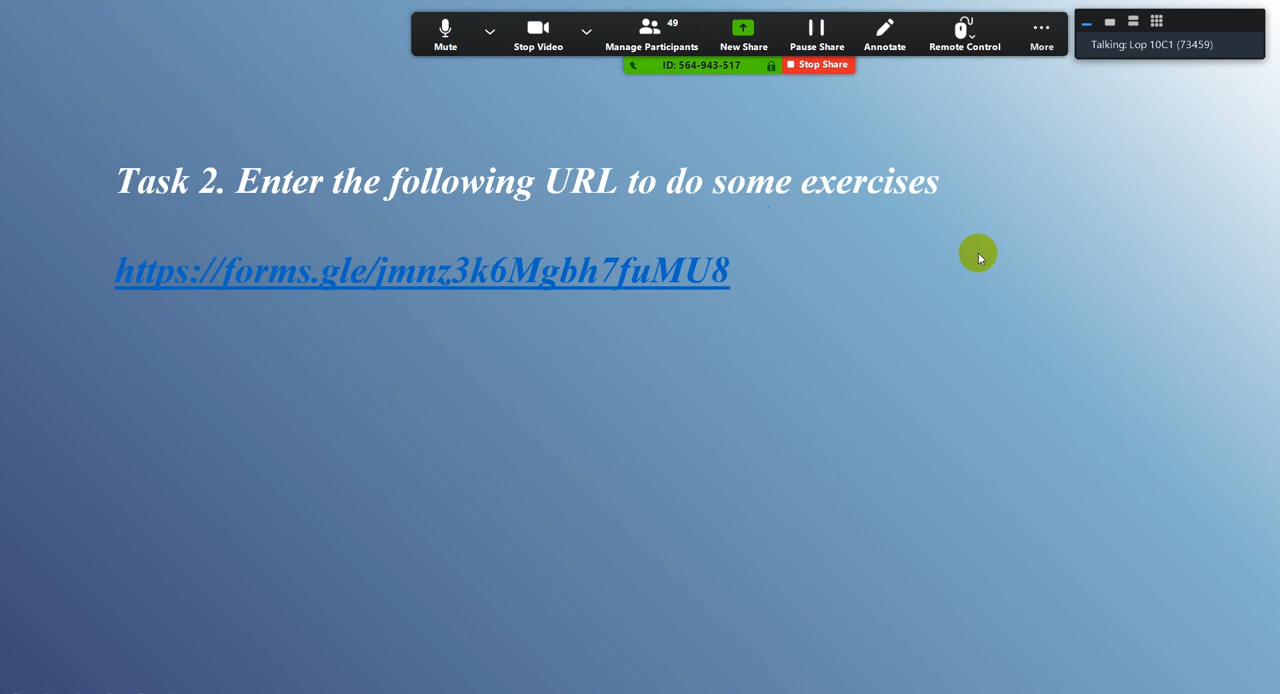 49
Mute
Stop Video
Manage Participants
New Share
Pause Share
Annotate
Remote Control
More
Talking: Lop 10C1 (73459)
ID: 564-943-517
Stop Share
Task 2. Enter the following URL to do some exercises
https://forms.gle/jmnz3k6Mgbh7fuMU8